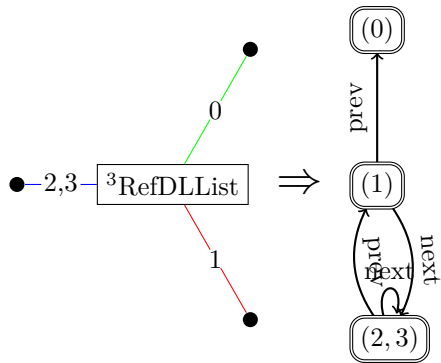 (0)
0
prev
2,3
³RefDLList
⇒
(1)
1
prev
next
next
(2, 3)